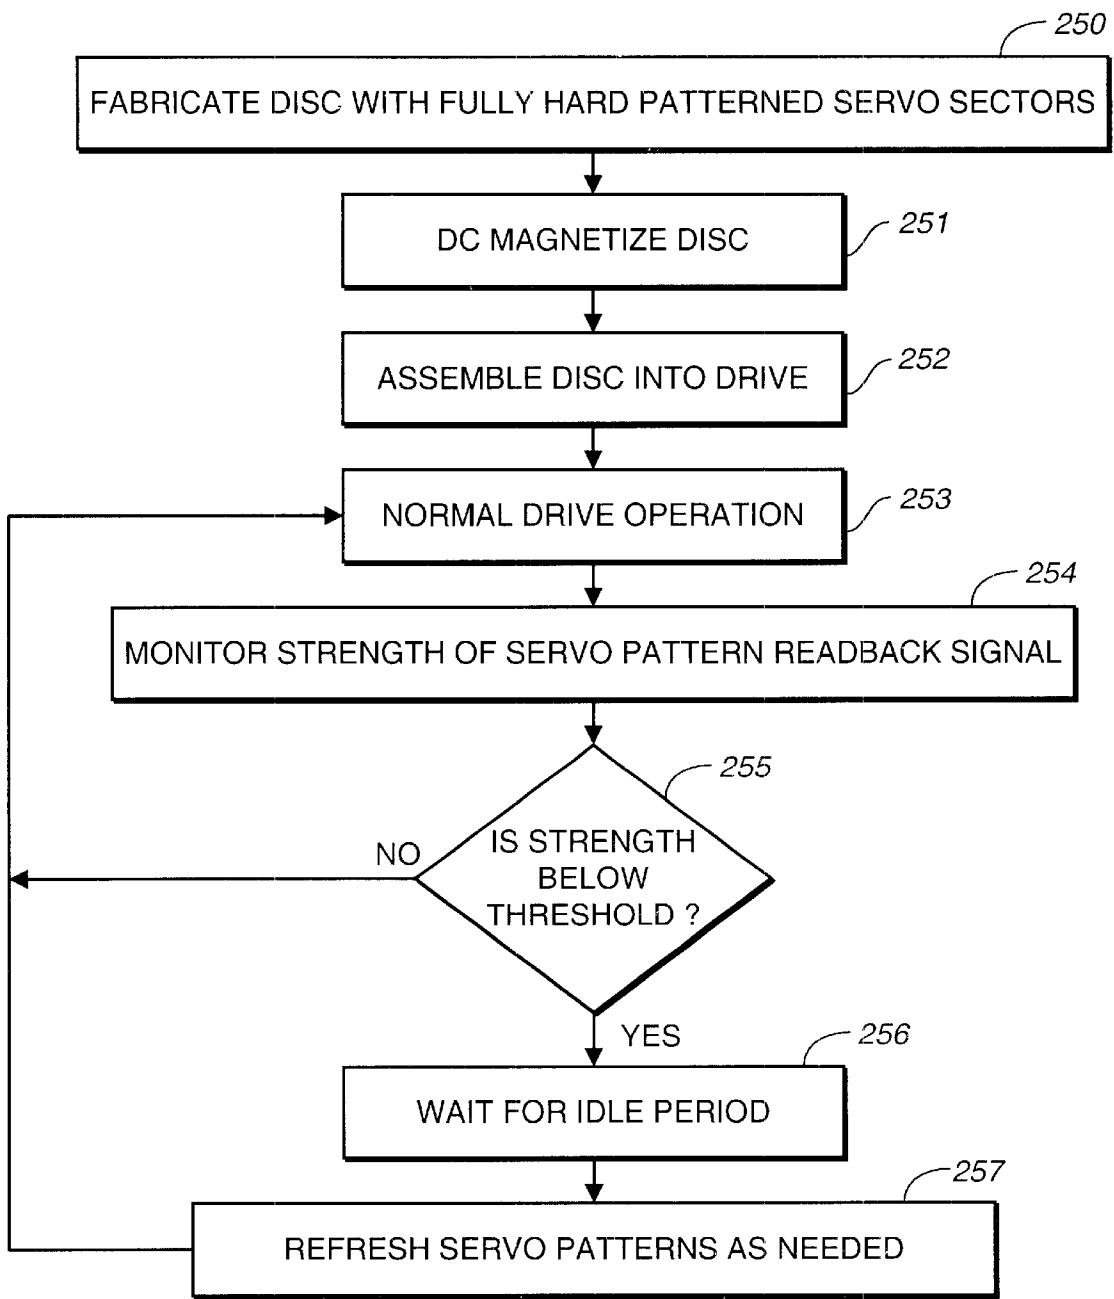 250
FABRICATE DISC WITH FULLY HARD PATTERNED SERVO SECTORS
251
DC MAGNETIZE DISC
252
ASSEMBLE DISC INTO DRIVE
253
NORMAL DRIVE OPERATION
254
MONITOR STRENGTH OF SERVO PATTERN READBACK SIGNAL
255
IS STRENGTH
BELOW
THRESHOLD ?
NO
YES
256
WAIT FOR IDLE PERIOD
257
REFRESH SERVO PATTERNS AS NEEDED